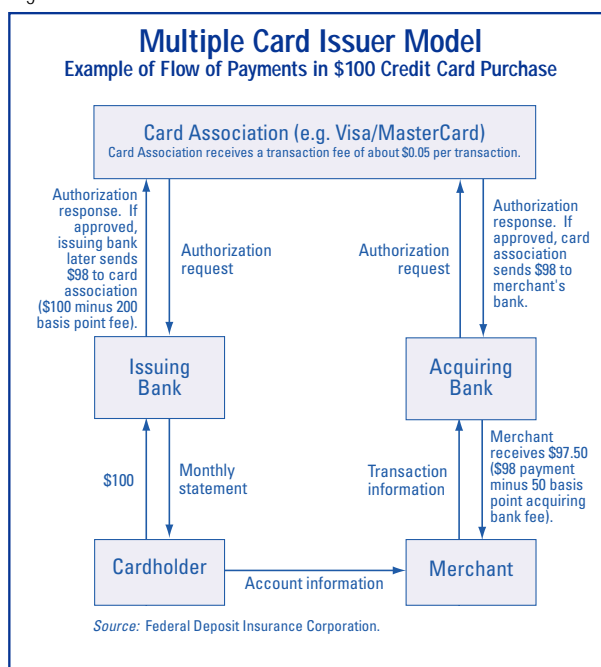 Multiple Card Issuer Model
Example of Flow of Payments in $100 Credit Card Purchase
Card Association (e.g. Visa/MasterCard)
Card Association receives a transaction fee of about $0.05 per transaction.
Authorization
response. If
approved,
issuing bank
later sends
$98 to card
association
($100 minus 200
basis point fee).
Authorization
request
Authorization
request
Authorization
response. If
approved, card
association
sends $98 to
merchant's
bank.
Issuing
Bank
Acquiring
Bank
$100
Monthly
statement
Transaction
information
Merchant
receives $97.50
($98 payment
minus 50 basis
point acquiring
bank fee).
Cardholder
Account information
Merchant
Source: Federal Deposit Insurance Corporation.